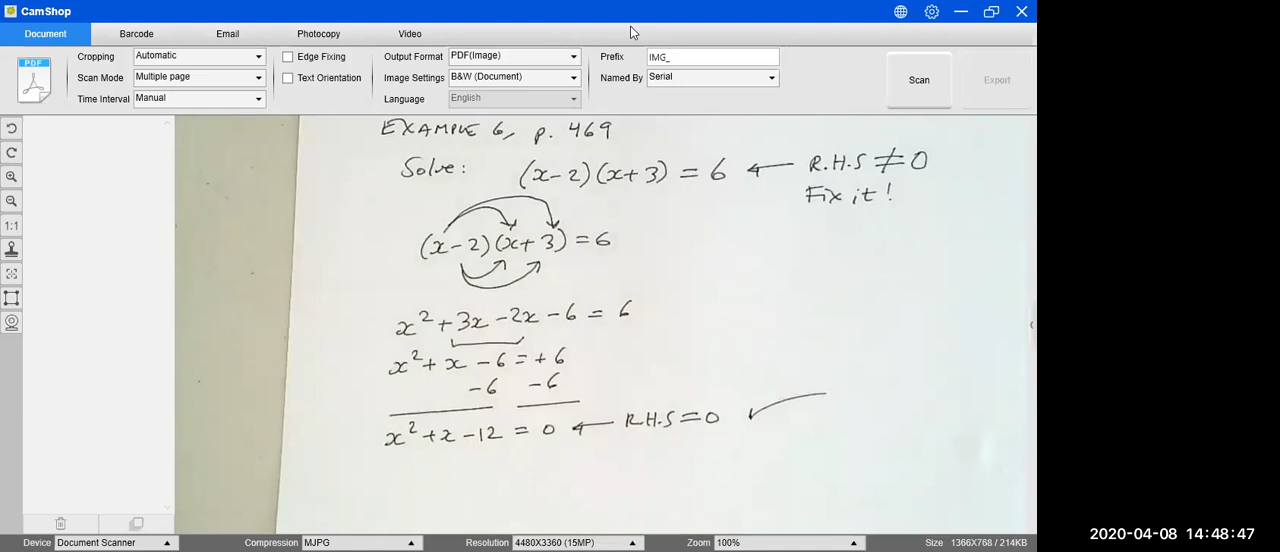 CamShop
Document Barcode Email Photocopy Video
PDF
Cropping Automatic Edge Fixing Output Format PDF(Image) Prefix IMG_
Scan Mode Multiple page Text Orientation Image Settings B&W (Document) Named By Serial Scan Export
Time Interval Manual Language English
1:1
EXAMPLE 6, p. 469
Solve: (x-2)(x+3) = 6 ← R.H.S ≠ 0
Fix it!
(x-2)(x+3) = 6
x² + 3x - 2x - 6 = 6
x² + x - 6 = +6
-6 -6
x² + x - 12 = 0 ← R.H.S = 0 ✓
Device Document Scanner Compression MJPG Resolution 4480X3360 (15MP) Zoom 100% Size 1366X768 / 214KB
2020-04-08 14:48:47